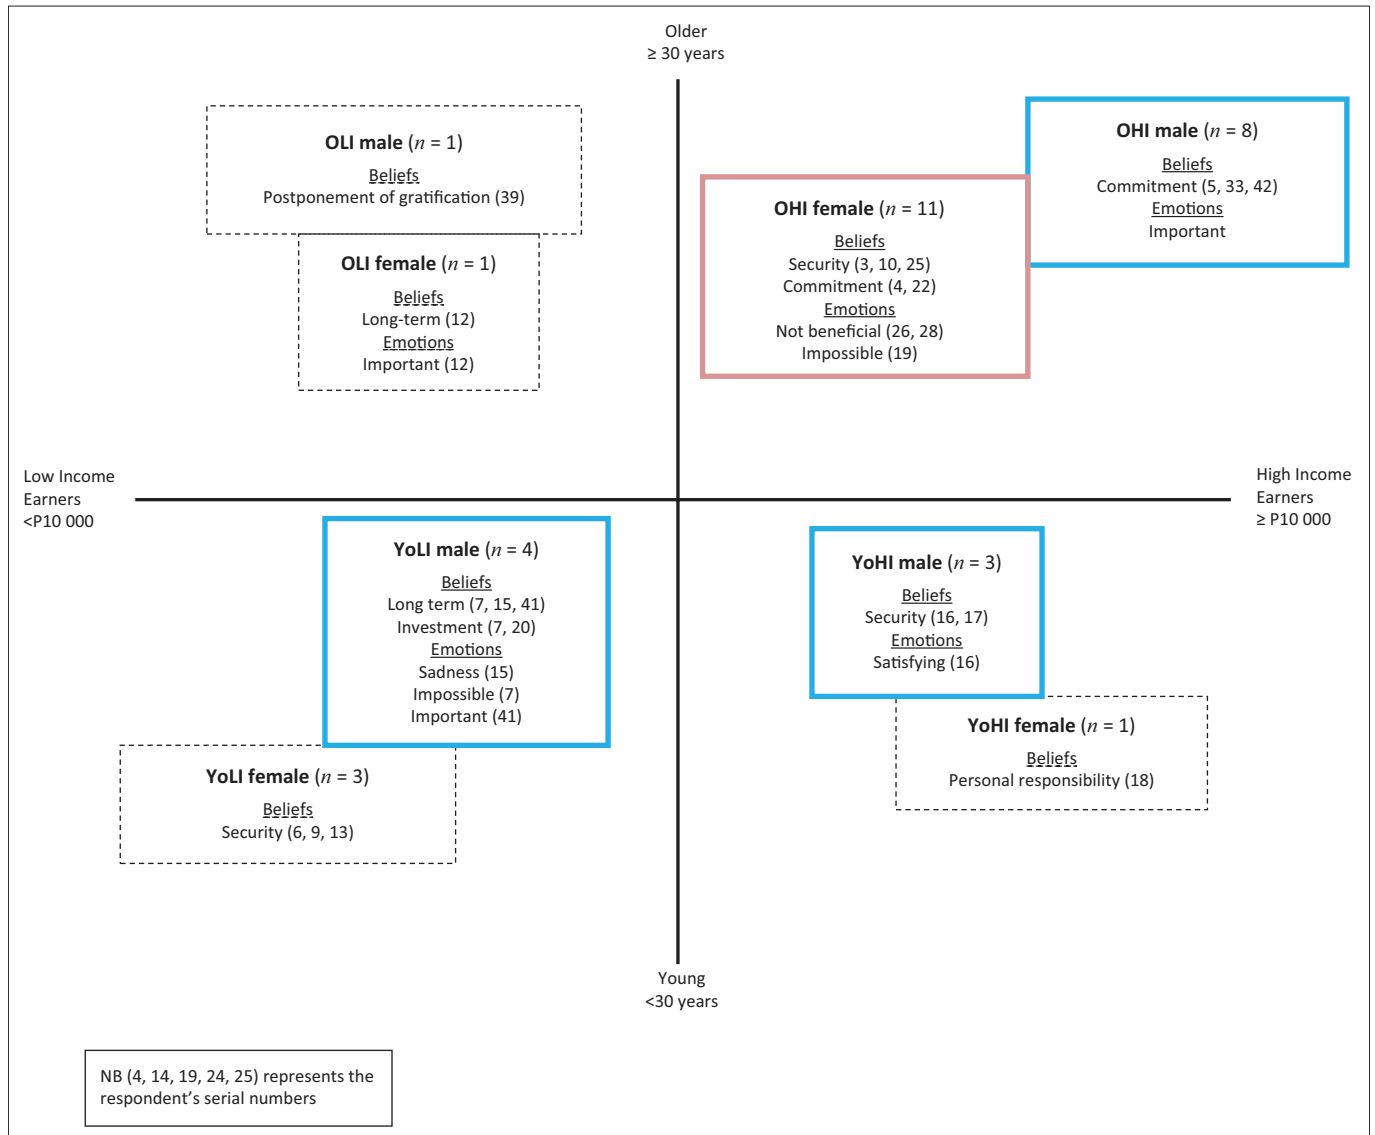 Older
≥ 30 years
OLI male (n = 1)
Beliefs
Postponement of gratification (39)
OLI female (n = 1)
Beliefs
Long-term (12)
Emotions
Important (12)
OHI female (n = 11)
Beliefs
Security (3, 10, 25)
Commitment (4, 22)
Emotions
Not beneficial (26, 28)
Impossible (19)
OHI male (n = 8)
Beliefs
Commitment (5, 33, 42)
Emotions
Important
Low Income
Earners
<P10 000
High Income
Earners
≥ P10 000
YoLI male (n = 4)
Beliefs
Long term (7, 15, 41)
Investment (7, 20)
Emotions
Sadness (15)
Impossible (7)
Important (41)
YoLI female (n = 3)
Beliefs
Security (6, 9, 13)
YoHI male (n = 3)
Beliefs
Security (16, 17)
Emotions
Satisfying (16)
YoHI female (n = 1)
Beliefs
Personal responsibility (18)
Young
<30 years
NB (4, 14, 19, 24, 25) represents the
respondent's serial numbers